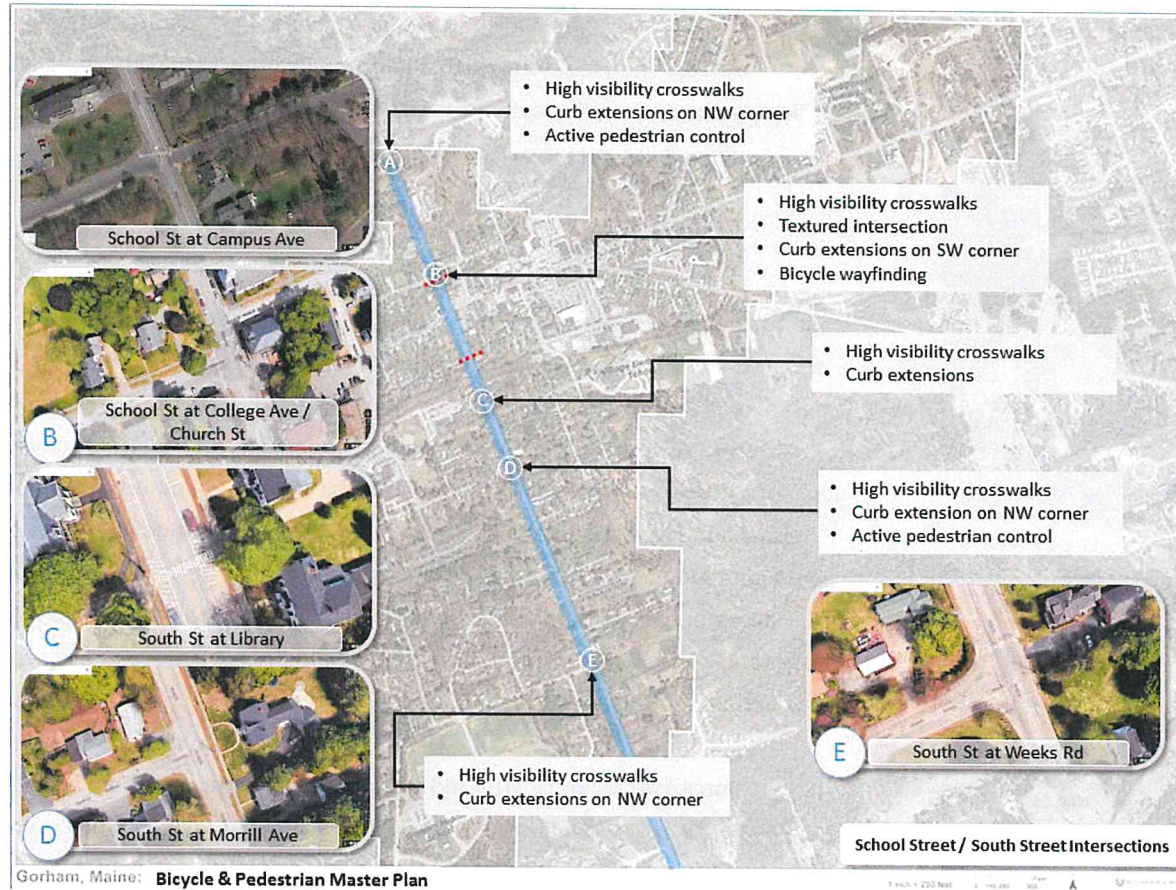 • High visibility crosswalks
• Curb extensions on NW corner
• Active pedestrian control
A
School St at Campus Ave
• High visibility crosswalks
• Textured intersection
• Curb extensions on SW corner
• Bicycle wayfinding
B
B
School St at College Ave /
Church St
• High visibility crosswalks
• Curb extensions
C
C
South St at Library
D
• High visibility crosswalks
• Curb extension on NW corner
• Active pedestrian control
D
South St at Morrill Ave
E
E
South St at Weeks Rd
• High visibility crosswalks
• Curb extensions on NW corner
School Street / South Street Intersections
Gorham, Maine: Bicycle & Pedestrian Master Plan
1 inch = 250 feet